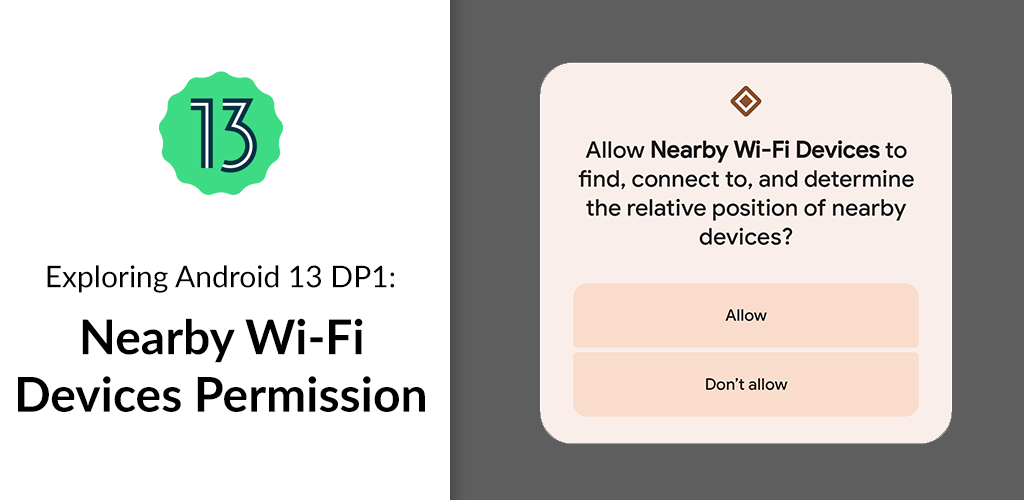 13
Exploring Android 13 DP1:
Nearby Wi-Fi
Devices Permission
Allow Nearby Wi-Fi Devices to
find, connect to, and determine
the relative position of nearby
devices?
Allow
Don’t allow